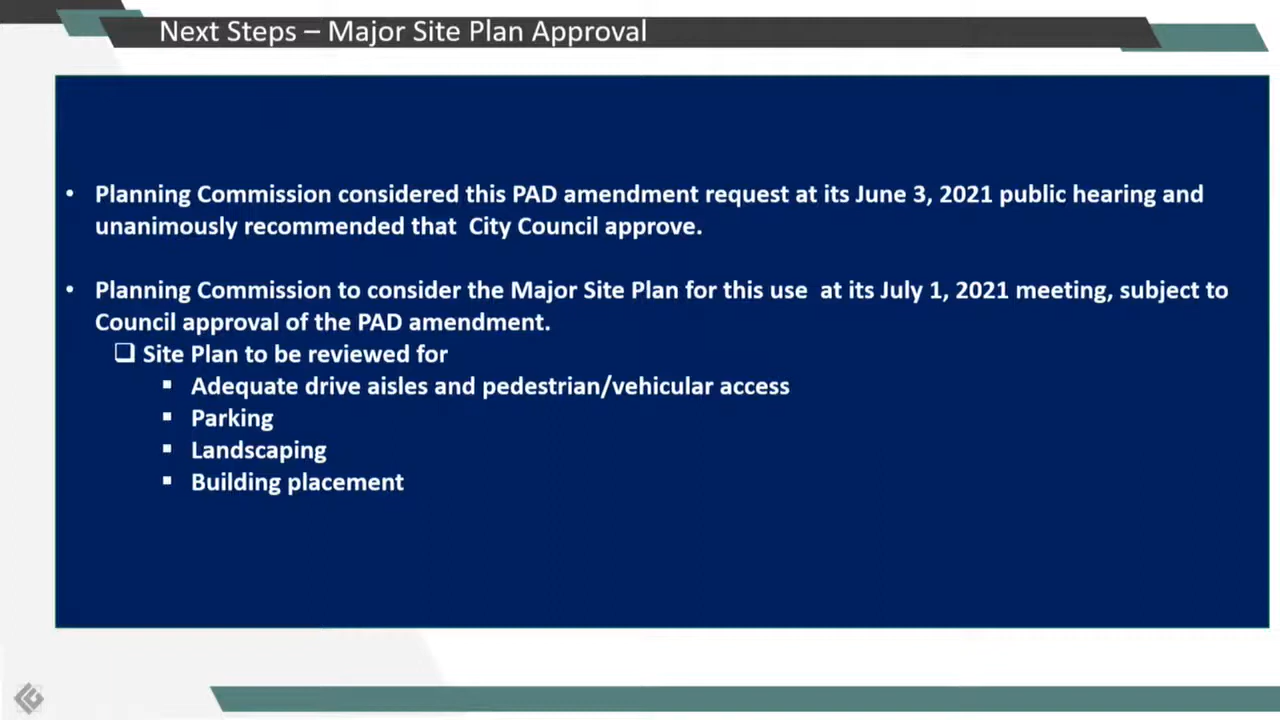 Next Steps – Major Site Plan Approval
• Planning Commission considered this PAD amendment request at its June 3, 2021 public hearing and
unanimously recommended that City Council approve.
• Planning Commission to consider the Major Site Plan for this use at its July 1, 2021 meeting, subject to
Council approval of the PAD amendment.
❑ Site Plan to be reviewed for
▪ Adequate drive aisles and pedestrian/vehicular access
▪ Parking
▪ Landscaping
▪ Building placement